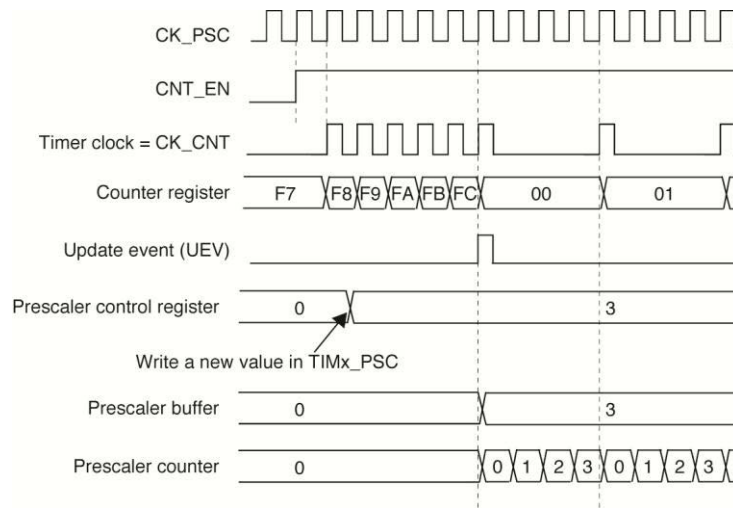 CK_PSC
CNT_EN
Timer clock = CK_CNT
Counter register F7 F8 F9 FA FB FC 00 01
Update event (UEV)
Prescaler control register 0 3
Write a new value in TIMx_PSC
Prescaler buffer 0 3
Prescaler counter 0 0 1 2 3 0 1 2 3